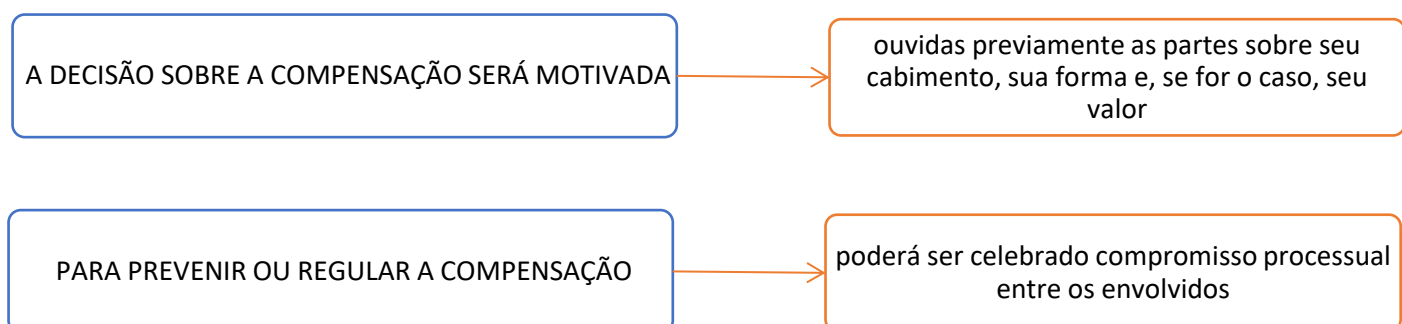 A DECISÃO SOBRE A COMPENSAÇÃO SERÁ MOTIVADA
ouvidas previamente as partes sobre seu
cabimento, sua forma e, se for o caso, seu
valor
PARA PREVENIR OU REGULAR A COMPENSAÇÃO
poderá ser celebrado compromisso processual
entre os envolvidos